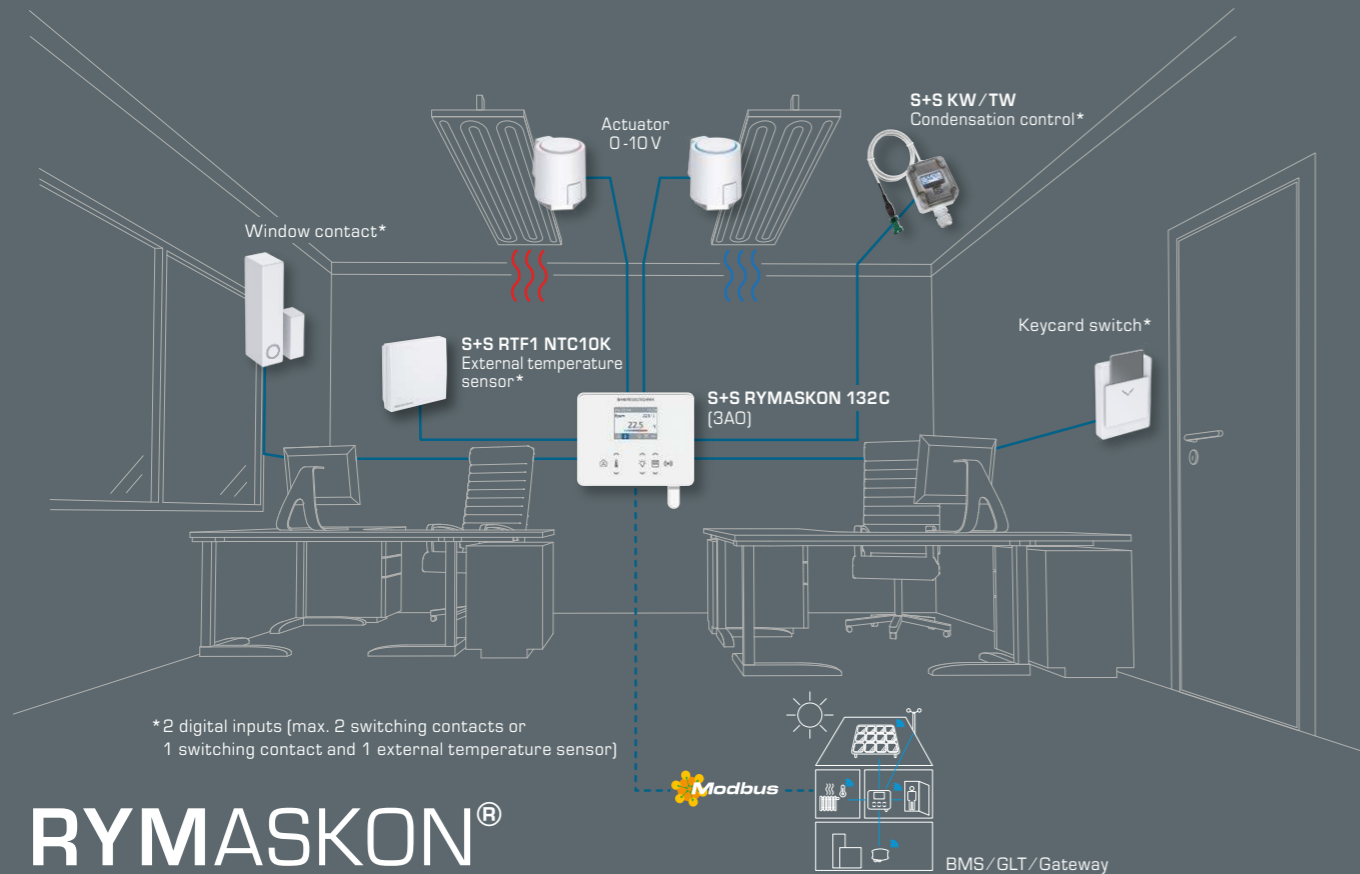 S+S KW/TW
Condensation control*
Actuator
0-10 V
Window contact*
Keycard switch*
S+S RTF1 NTC10K
External temperature
sensor*
S+S RYMASKON 132C
(3AO)
22.5
*2 digital inputs (max. 2 switching contacts or
1 switching contact and 1 external temperature sensor)
Modbus
RYMASKON®
BMS/GLT/Gateway